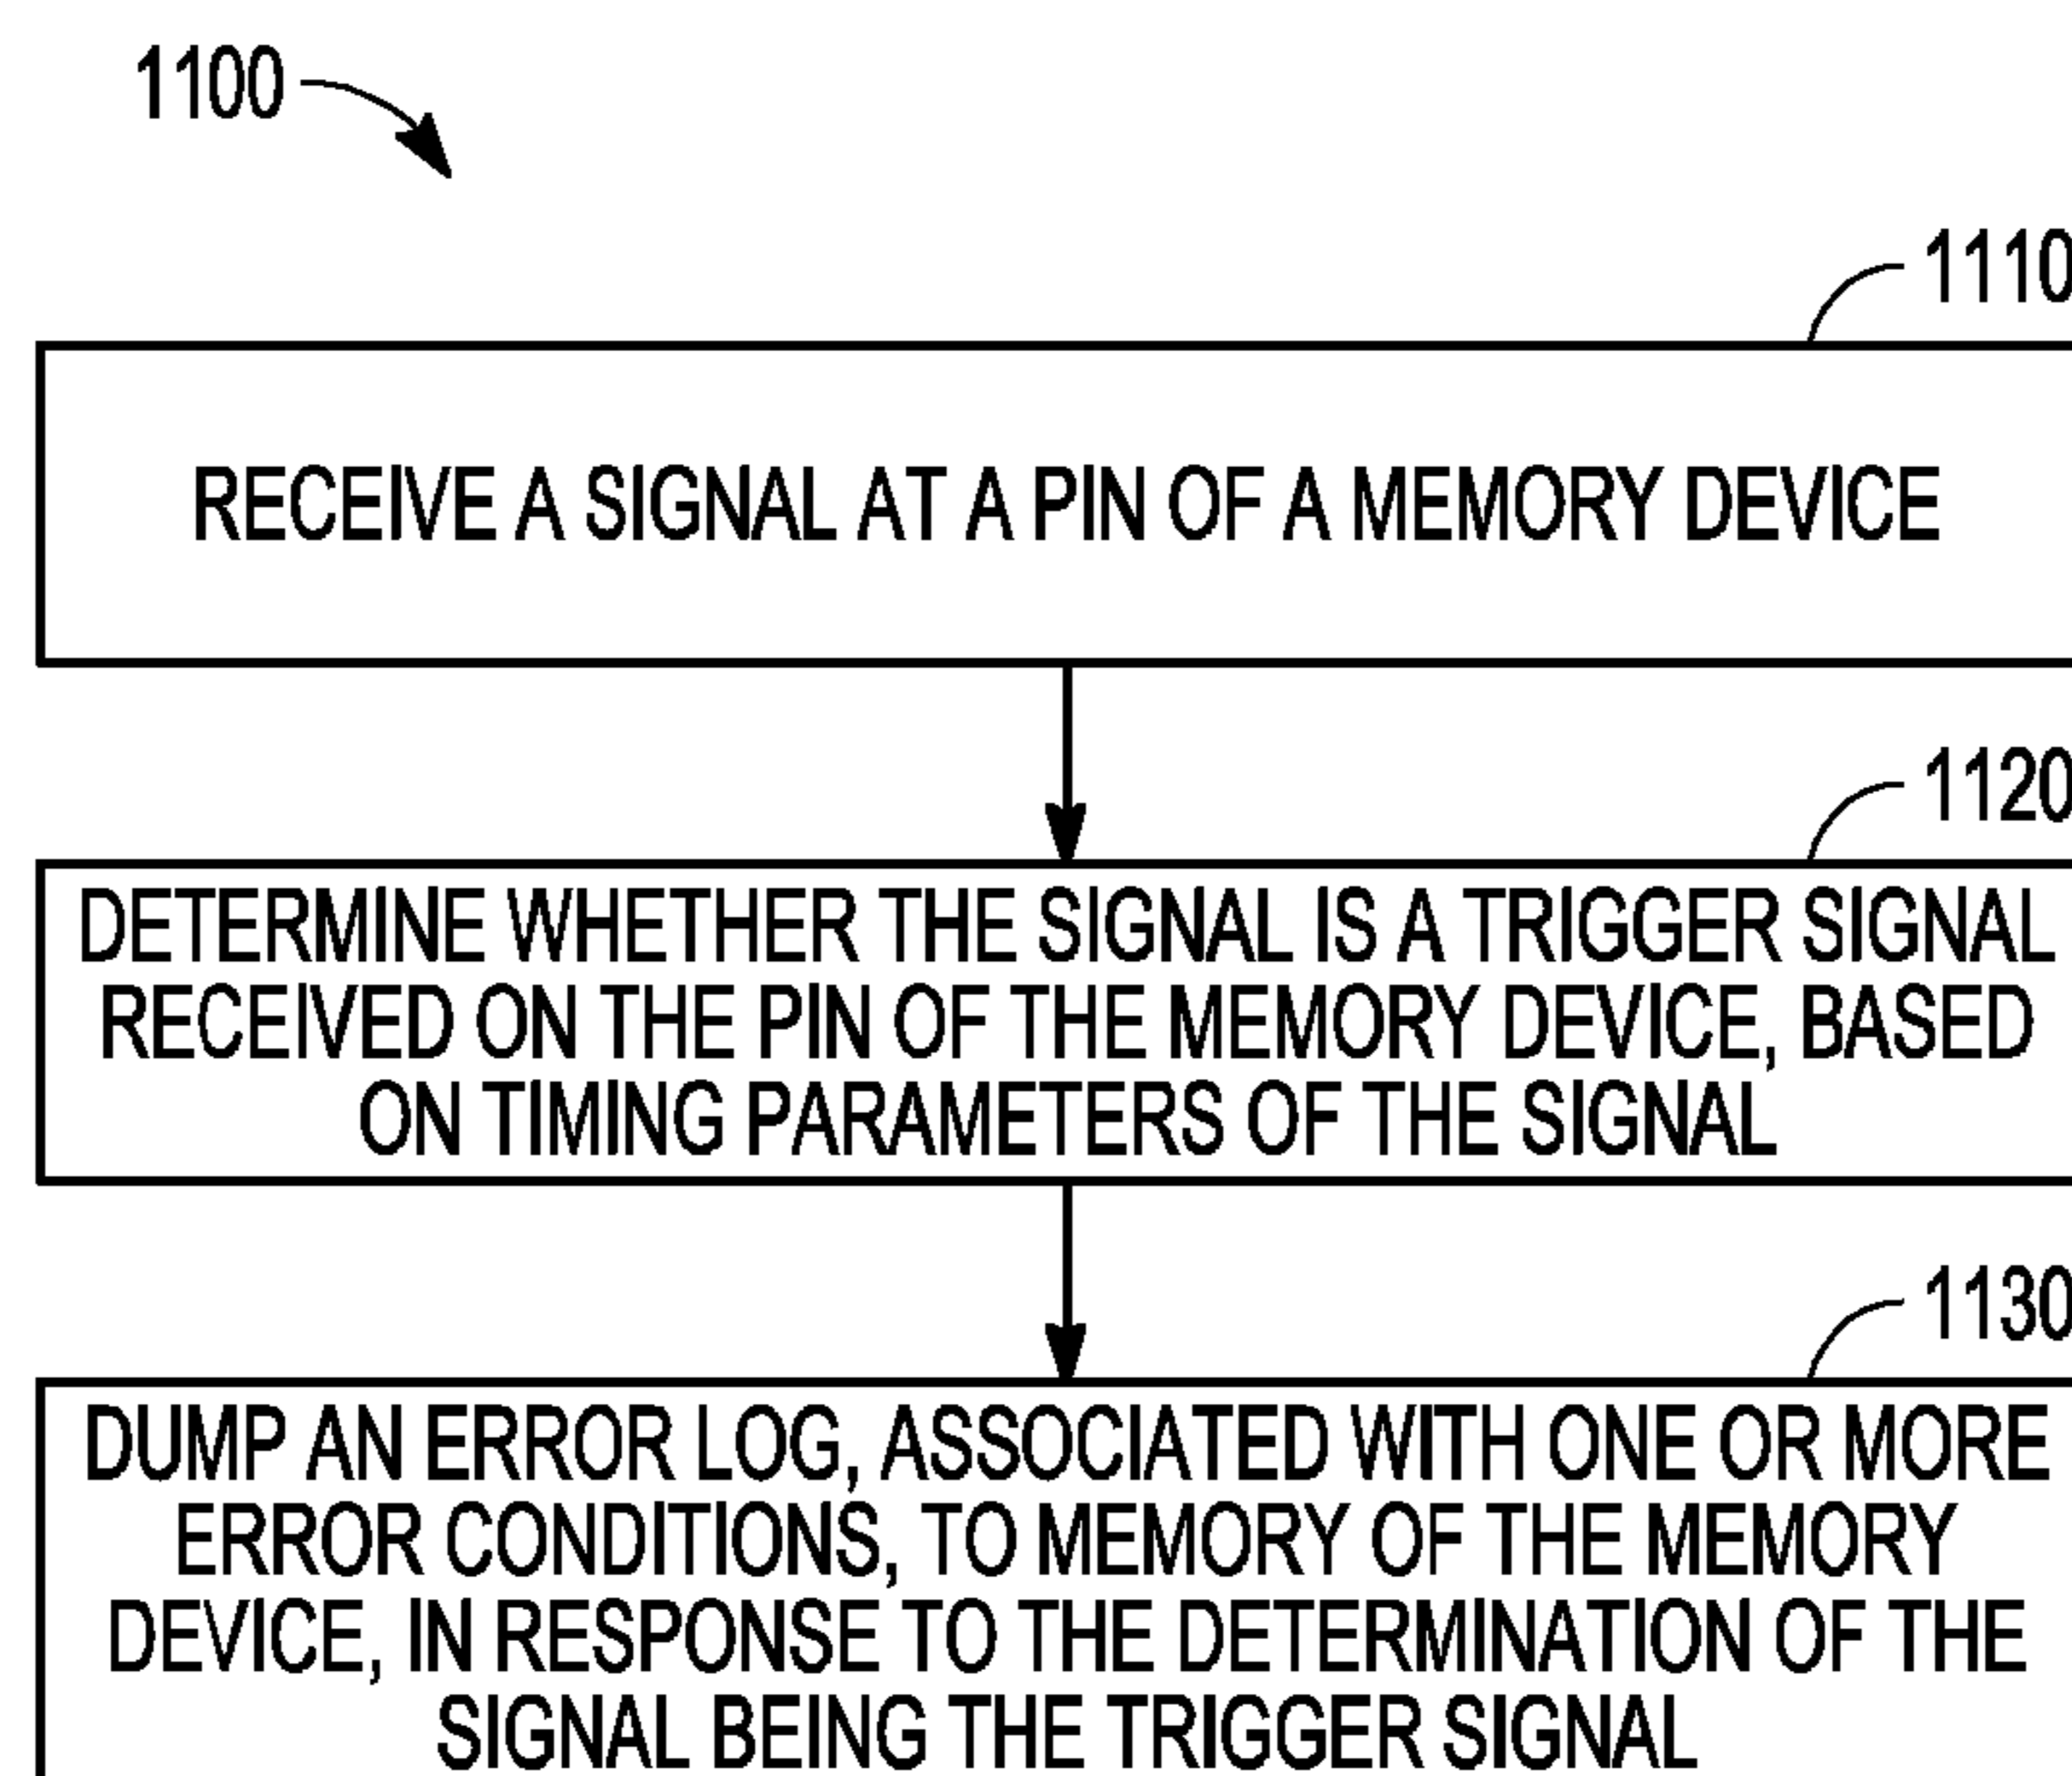 1100
1110
RECEIVE A SIGNAL AT A PIN OF A MEMORY DEVICE
1120
DETERMINE WHETHER THE SIGNAL IS A TRIGGER SIGNAL
RECEIVED ON THE PIN OF THE MEMORY DEVICE, BASED
ON TIMING PARAMETERS OF THE SIGNAL
1130
DUMP AN ERROR LOG, ASSOCIATED WITH ONE OR MORE
ERROR CONDITIONS, TO MEMORY OF THE MEMORY
DEVICE, IN RESPONSE TO THE DETERMINATION OF THE
SIGNAL BEING THE TRIGGER SIGNAL